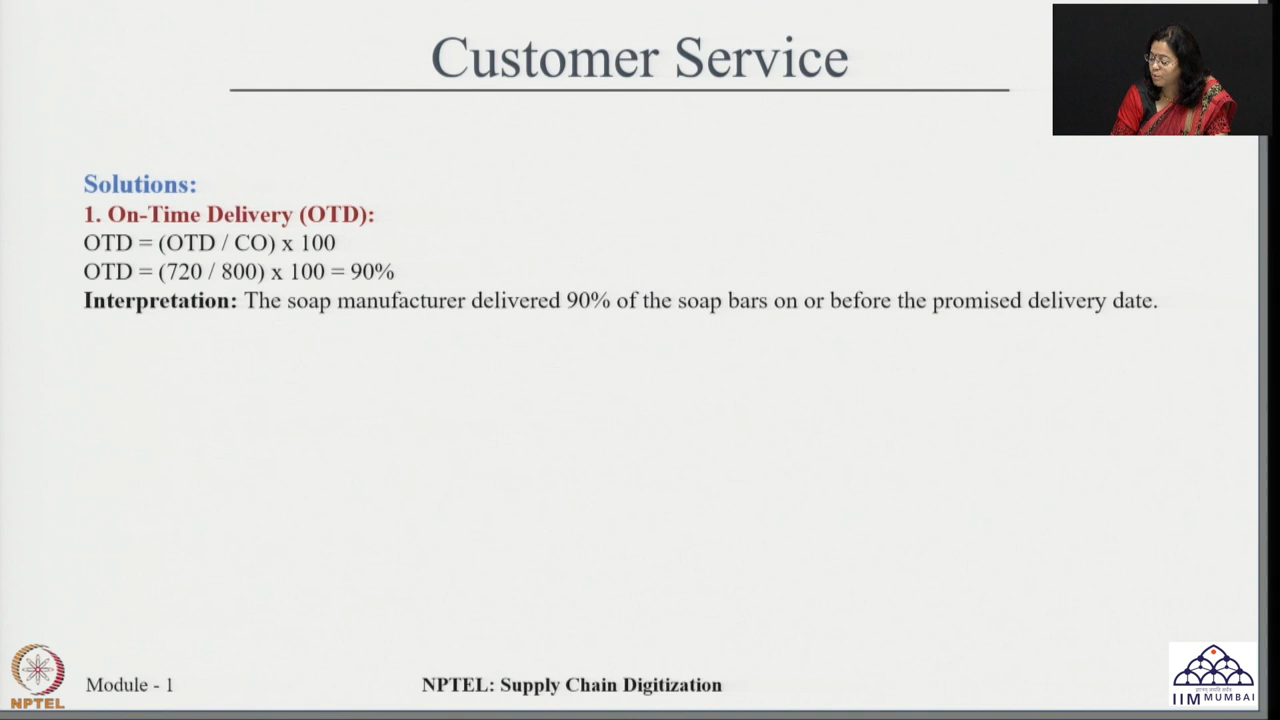 Customer Service
Solutions:
1. On-Time Delivery (OTD):
OTD = (OTD / CO) x 100
OTD = (720 / 800) x 100 = 90%
Interpretation: The soap manufacturer delivered 90% of the soap bars on or before the promised delivery date.
NPTEL
Module - 1
NPTEL: Supply Chain Digitization
IIM MUMBAI